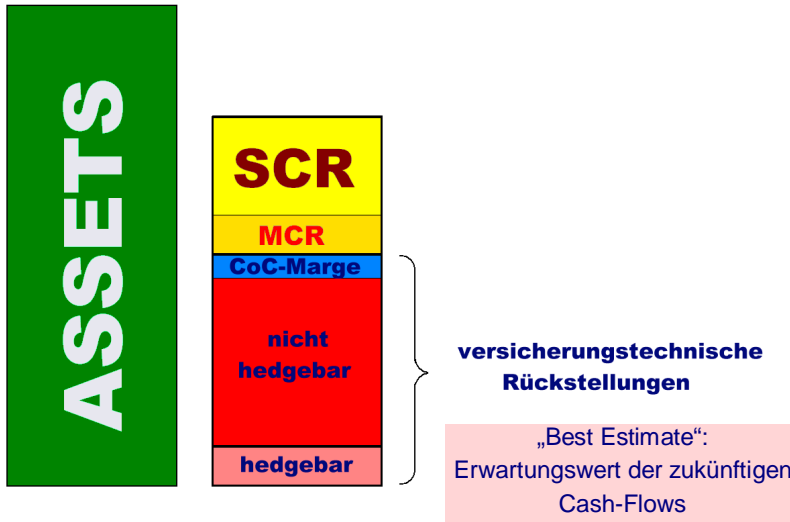 ASSETS
SCR
MCR
CoC-Marge
nicht
hedgebar
hedgebar
versicherungstechnische
Rückstellungen
„Best Estimate“:
Erwartungswert der zukünftigen
Cash-Flows